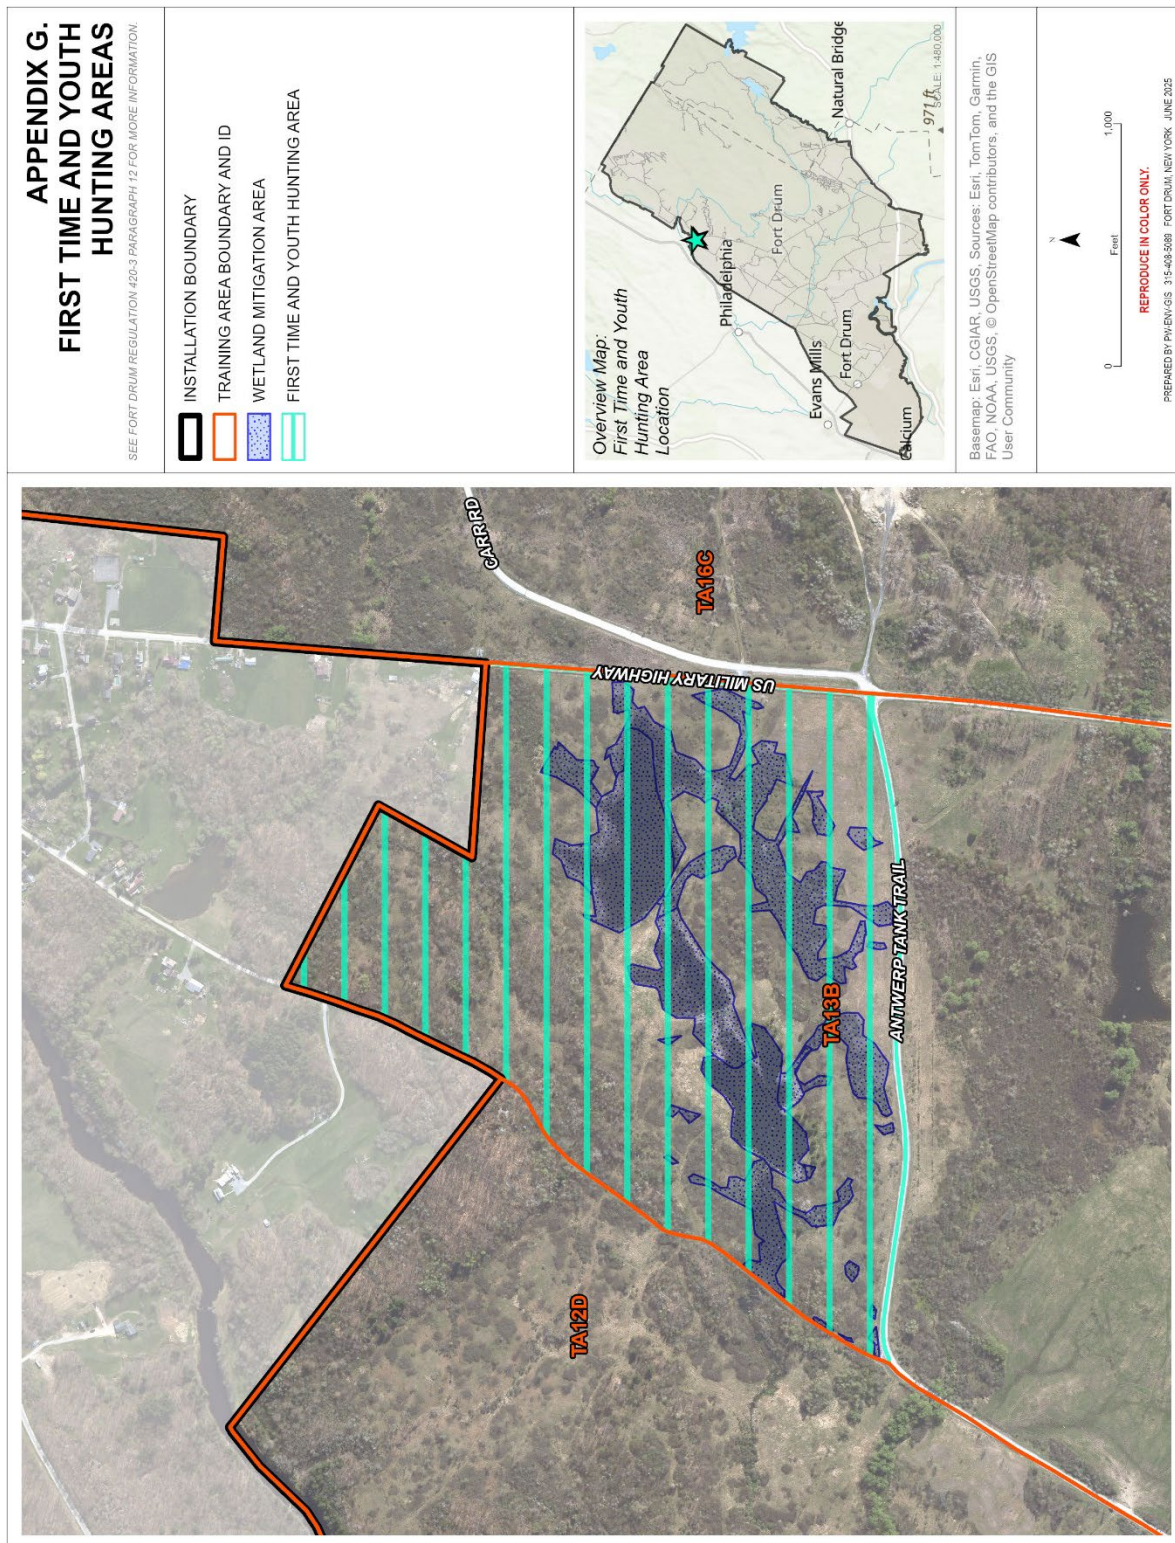 APPENDIX G.
FIRST TIME AND YOUTH
HUNTING AREAS
SEE FORT DRUM REGULATION 420-3 PARAGRAPH 12 FOR MORE INFORMATION.
INSTALLATION BOUNDARY
TRAINING AREA BOUNDARY AND ID
WETLAND MITIGATION AREA
FIRST TIME AND YOUTH HUNTING AREA
Overview Map:
First Time and Youth
Hunting Area
Location
Philadelphia
Evans Mills
Fort Drum
Fort Drum
Calcium
Natural Bridge
971 ft
SCALE: 1:480,000
Basemap: Esri, CGIAR, USGS, Sources: Esri, TomTom, Garmin,
FAO, NOAA, USGS, © OpenStreetMap contributors, and the GIS
User Community
N
Feet
0
1,000
REPRODUCE IN COLOR ONLY.
PREPARED BY PW-ENV-GIS 315-408-5089 FORT DRUM, NEW YORK JUNE 2025
CARR RD
TA16C
US MILITARY HIGHWAY
ANTWERP TANK TRAIL
TA13B
TA12D